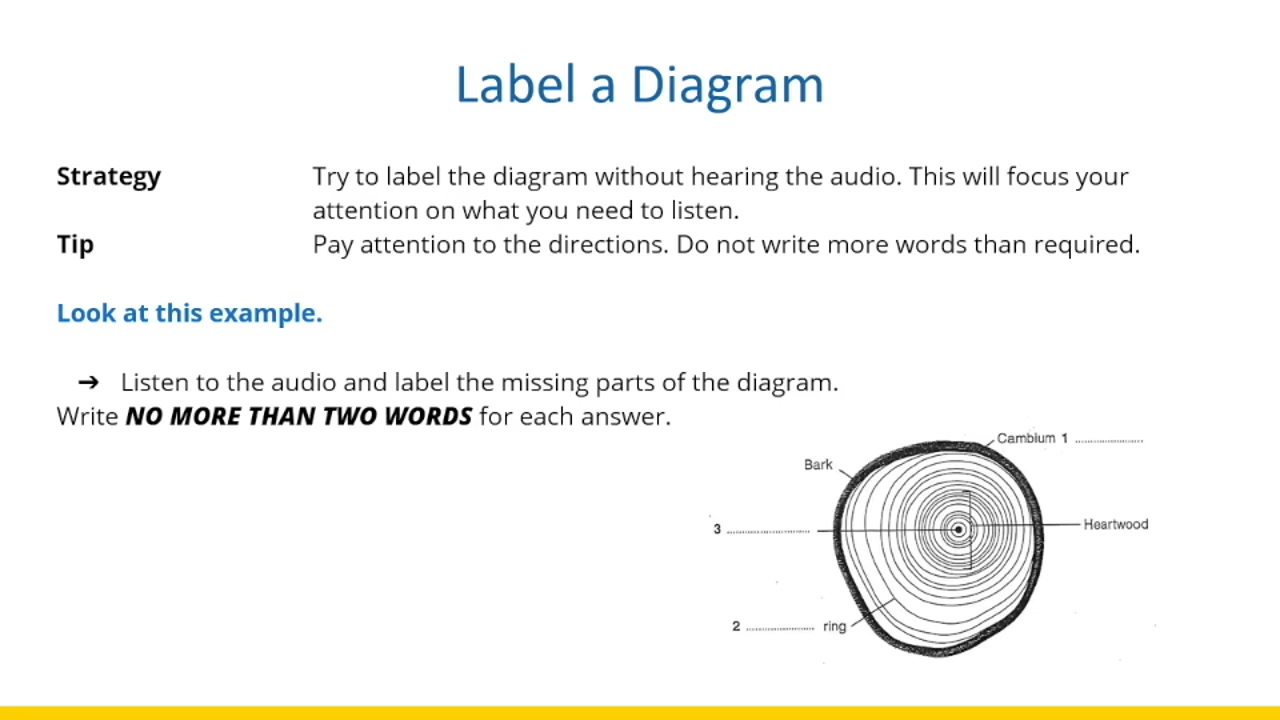 Label a Diagram
Strategy Try to label the diagram without hearing the audio. This will focus your
attention on what you need to listen.
Tip Pay attention to the directions. Do not write more words than required.
Look at this example.
➔ Listen to the audio and label the missing parts of the diagram.
Write NO MORE THAN TWO WORDS for each answer.
Cambium 1 ....................
Bark
Heartwood
3 ........................
2 .................... ring